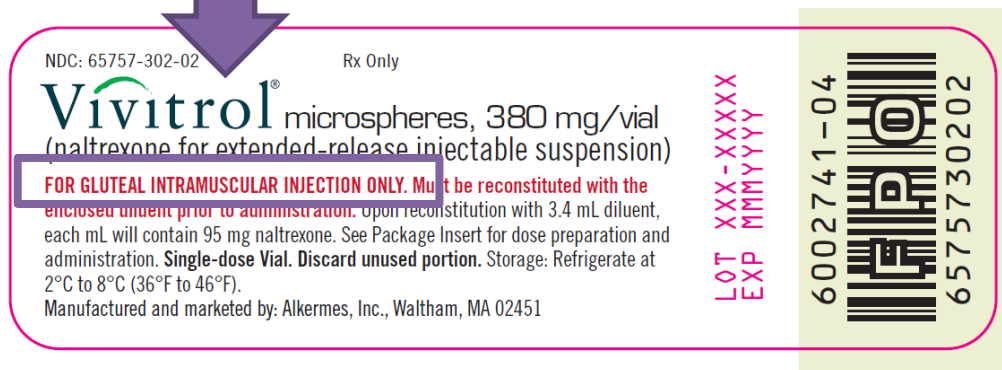 NDC: 65757-302-02 Rx Only
Vivitrol® microspheres, 380 mg/vial
(naltrexone for extended-release injectable suspension)
FOR GLUTEAL INTRAMUSCULAR INJECTION ONLY. Must be reconstituted with the
enclosed diluent prior to administration. Upon reconstitution with 3.4 mL diluent,
each mL will contain 95 mg naltrexone. See Package Insert for dose preparation and
administration. Single-dose Vial. Discard unused portion. Storage: Refrigerate at
2°C to 8°C (36°F to 46°F).
Manufactured and marketed by: Alkermes, Inc., Waltham, MA 02451
LOT XXX-XXXXX
EXP MMMYYYY
6002741-04
FPO
6575730202